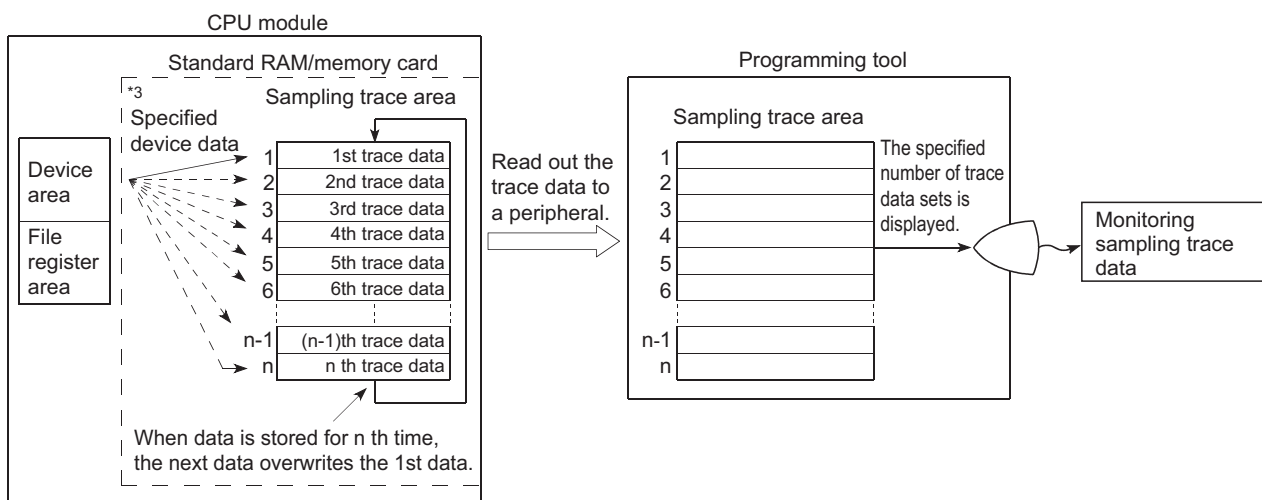 CPU module
Standard RAM/memory card
*3
Specified
device data
Sampling trace area
Device
area
File
register
area
1
1st trace data
2
2nd trace data
3
3rd trace data
4
4th trace data
5
5th trace data
6
6th trace data
n-1
(n-1)th trace data
n
n th trace data
When data is stored for n th time,
the next data overwrites the 1st data.
Read out the
trace data to
a peripheral.
Programming tool
Sampling trace area
1
2
3
4
5
6
n-1
n
The specified
number of trace
data sets is
displayed.
Monitoring
sampling trace
data